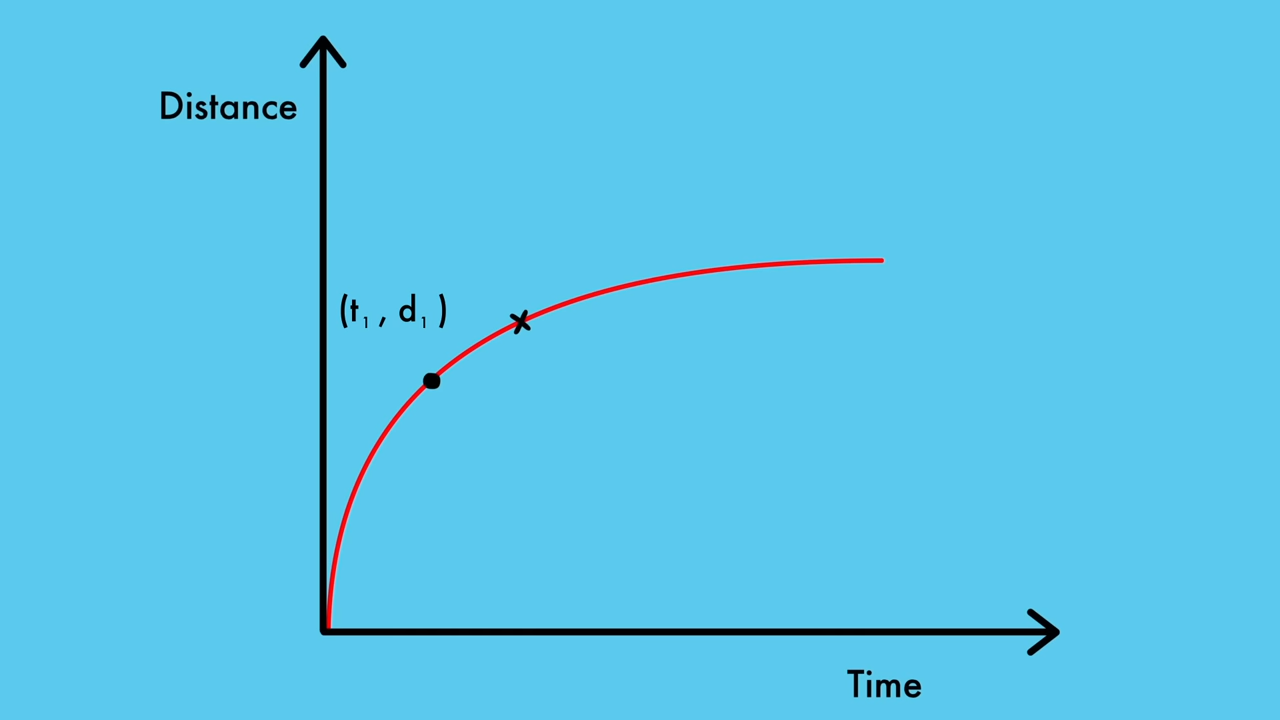 Distance
(t₁ , d₁ )
Time